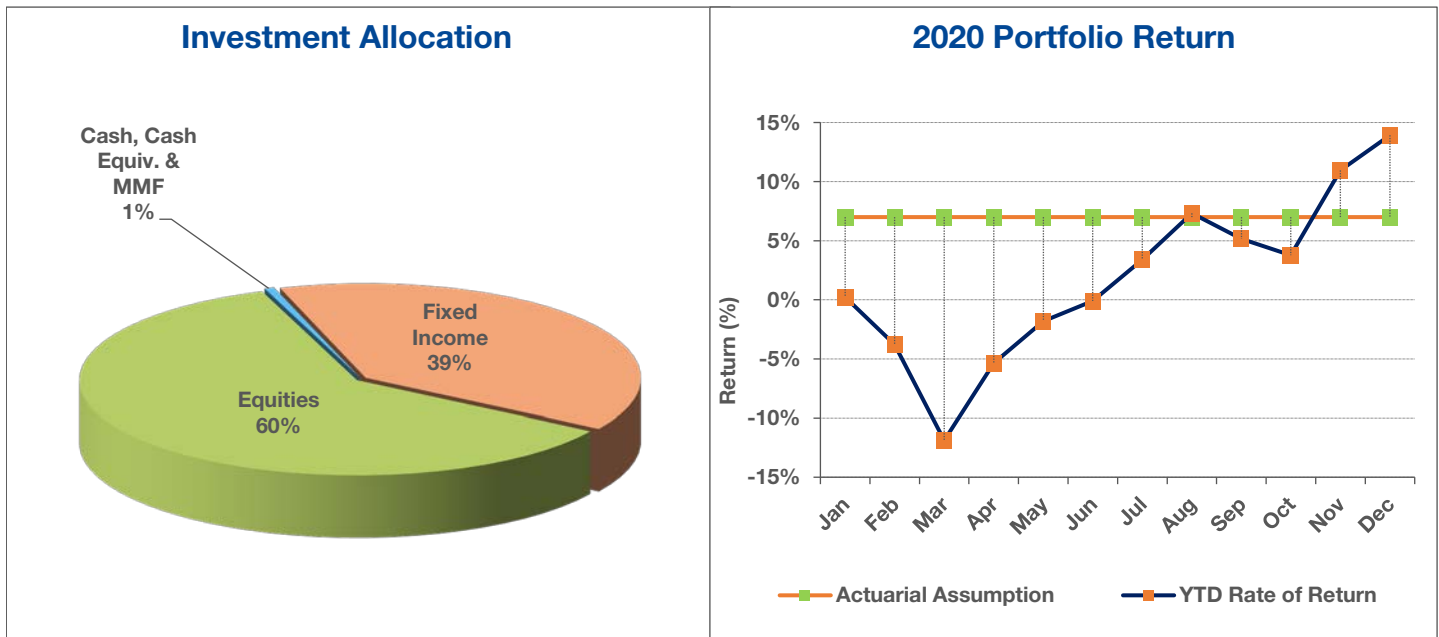 Investment Allocation
Cash, Cash
Equiv. &
MMF
1%
Fixed
Income
39%
Equities
60%
2020 Portfolio Return
Return (%)
15%
10%
5%
0%
-5%
-10%
-15%
Jan Feb Mar Apr May Jun Jul Aug Sep Oct Nov Dec
Actuarial Assumption YTD Rate of Return